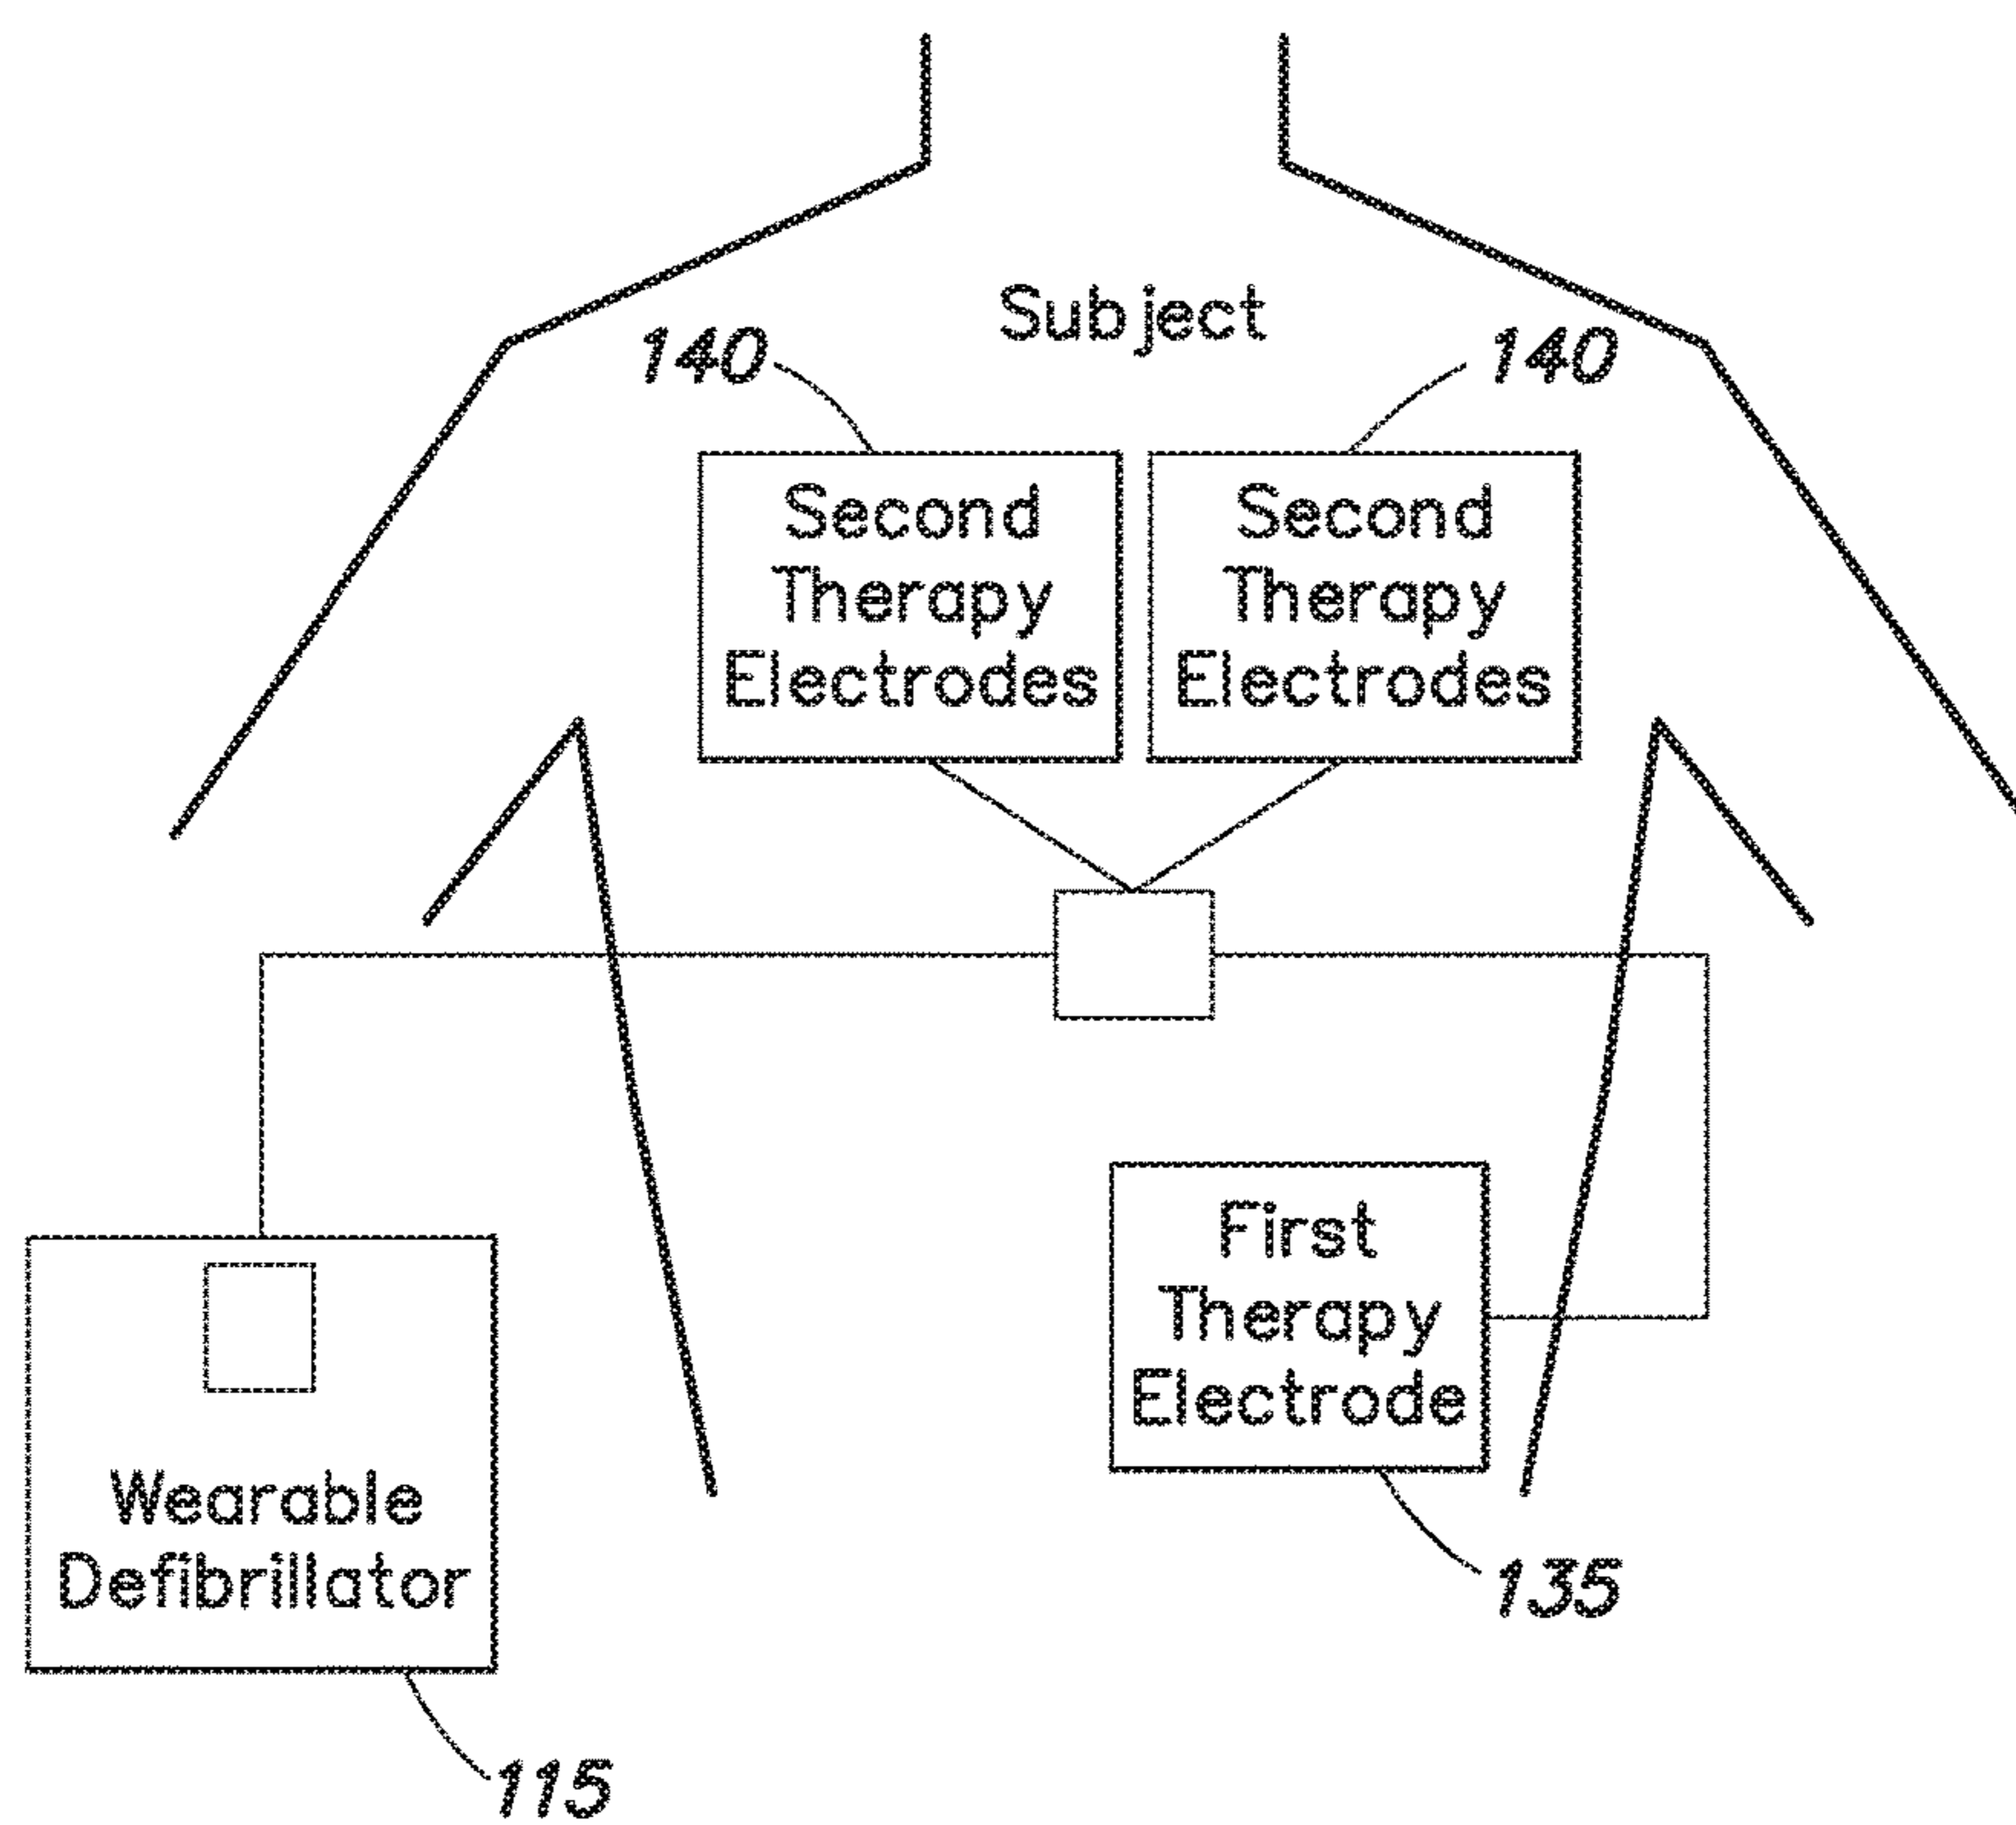 Subject
140
140
Second
Therapy
Electrodes
Second
Therapy
Electrodes
First
Therapy
Electrode
135
Wearable
Defibrillator
115